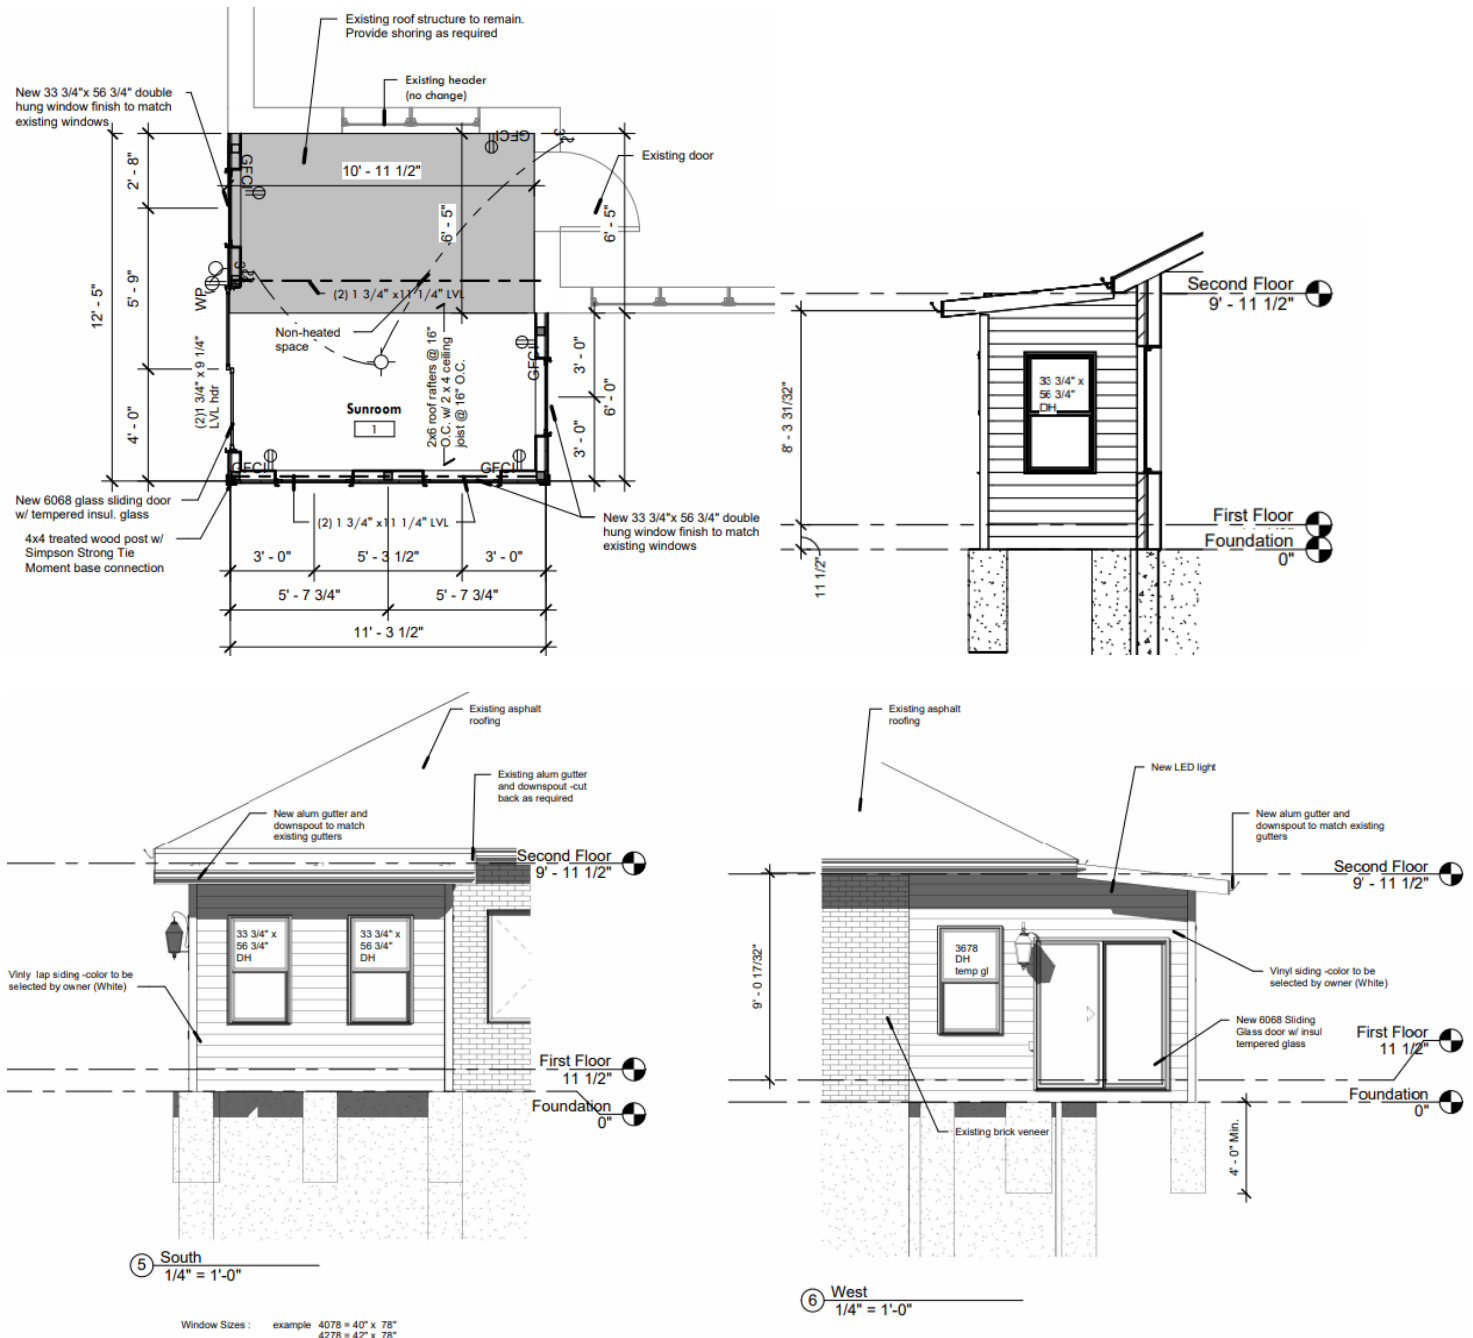 Existing roof structure to remain.
Provide shoring as required
Existing header
(no change)
New 33 3/4"x 56 3/4" double
hung window finish to match
existing windows
GFCI
3
Existing door
2' - 8"
GFCI
10' - 11 1/2"
6' - 5"
6' - 5"
12' - 5"
5' - 9"
3
WP
(2) 1 3/4" x11 1/4" LVL
Non-heated
space
(2)1 3/4" x 9 1/4"
LVL hdr
2x6 roof rafters @ 16"
O.C. w/ 2 x 4 ceiling
joist @ 16" O.C.
GFCI
3' - 0"
6' - 0"
4' - 0"
Sunroom
1
3' - 0"
GFCI
GFCI
New 6068 glass sliding door
w/ tempered insul. glass
4x4 treated wood post w/
Simpson Strong Tie
Moment base connection
(2) 1 3/4" x11 1/4" LVL
New 33 3/4"x 56 3/4" double
hung window finish to match
existing windows
3' - 0"
5' - 3 1/2"
3' - 0"
5' - 7 3/4"
5' - 7 3/4"
11' - 3 1/2"
Second Floor
9' - 11 1/2"
33 3/4" x
56 3/4"
DH
8' - 3 31/32"
First Floor
Foundation
0"
11 1/2"
Existing asphalt
roofing
Existing alum gutter
and downspout -cut
back as required
New alum gutter and
downspout to match
existing gutters
Second Floor
9' - 11 1/2"
33 3/4" x
56 3/4"
DH
33 3/4" x
56 3/4"
DH
Vinly lap siding -color to be
selected by owner (White)
First Floor
11 1/2"
Foundation
0"
5
South
1/4" = 1'-0"
Window Sizes : example 4078 = 40" x 78"
4278 = 42" x 78"
Existing asphalt
roofing
New LED light
New alum gutter and
downspout to match existing
gutters
Second Floor
9' - 11 1/2"
9' - 0 17/32"
3678
DH
temp gl
Vinyl siding -color to be
selected by owner (White)
New 6068 Sliding
Glass door w/ insul
tempered glass
First Floor
11 1/2"
Foundation
0"
Existing brick veneer
4' - 0" Min.
6
West
1/4" = 1'-0"